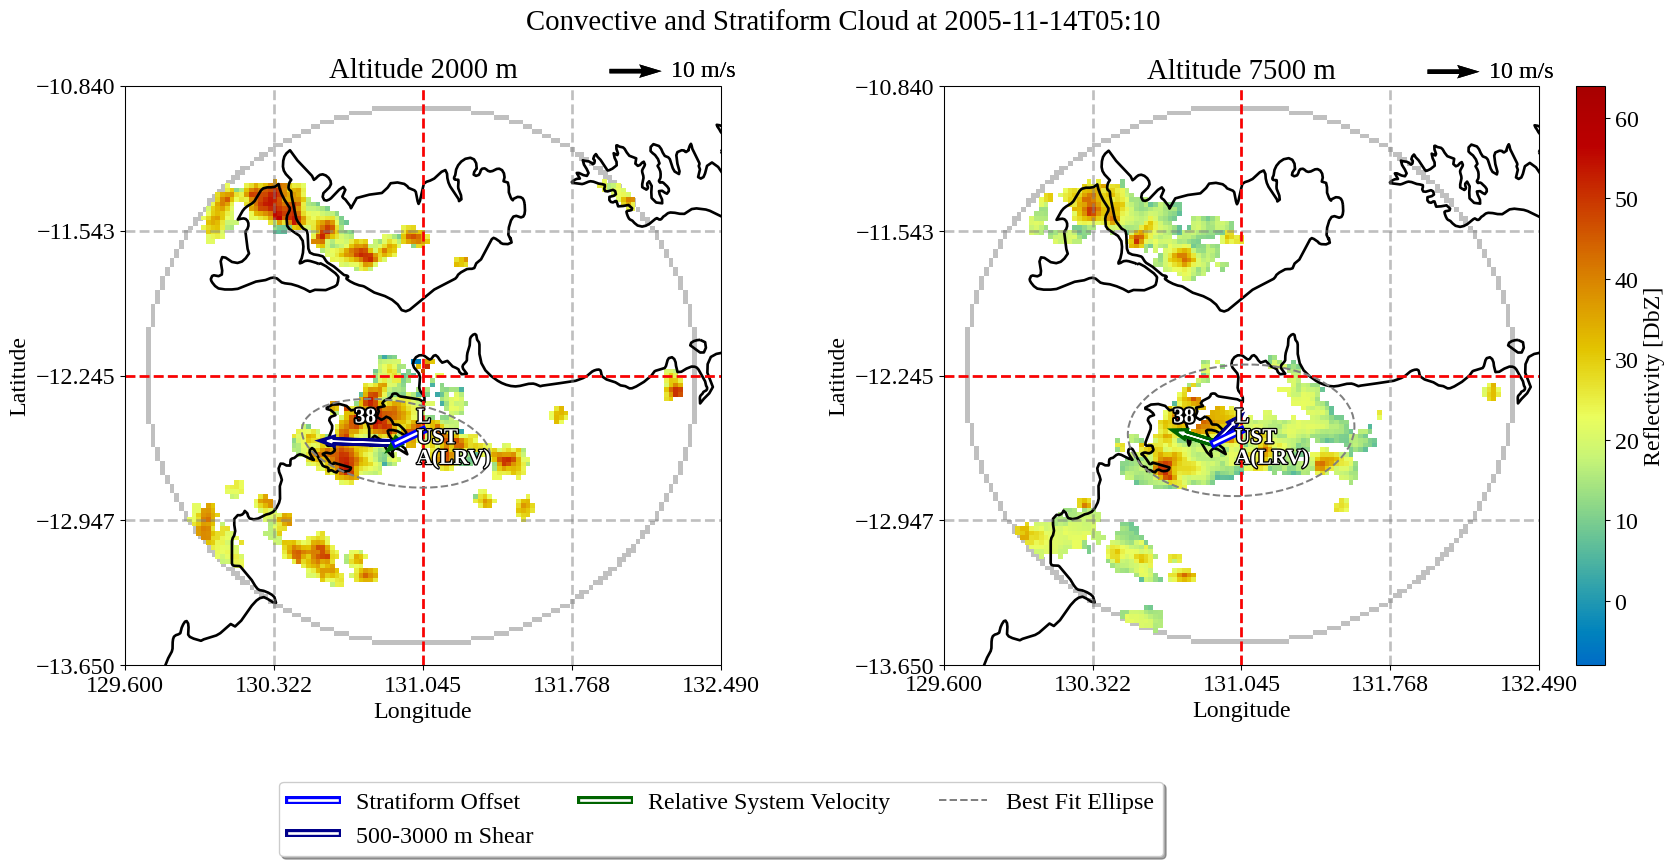 Convective and Stratiform Cloud at 2005-11-14T05:10
Altitude 2000 m
10 m/s
Altitude 7500 m
10 m/s
−10.840
−11.543
−12.245
−12.947
−13.650
Latitude
129.600
130.322
131.045
131.768
132.490
Longitude
38
L
UST
A(LRV)
−10.840
−11.543
−12.245
−12.947
−13.650
Latitude
129.600
130.322
131.045
131.768
132.490
Longitude
38
L
UST
A(LRV)
60
50
40
30
20
10
0
Reflectivity [DbZ]
Stratiform Offset
Relative System Velocity
Best Fit Ellipse
500-3000 m Shear